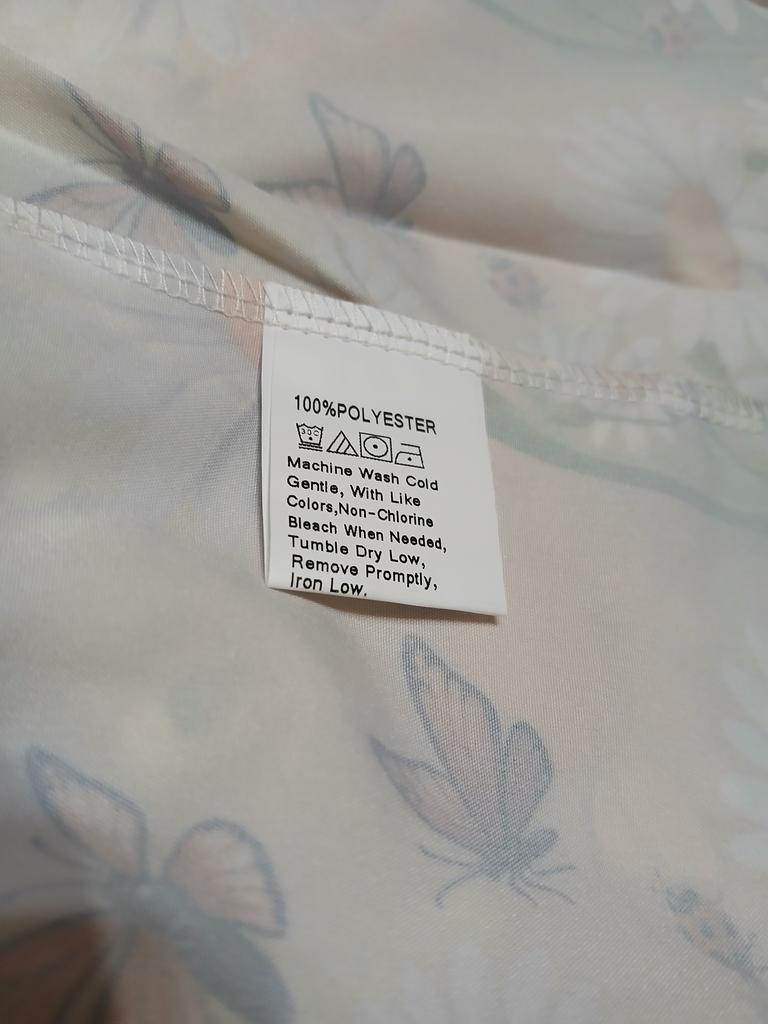 100%POLYESTER
30C
Machine Wash Cold
Gentle, With Like
Colors,Non-Chlorine
Bleach When Needed,
Tumble Dry Low,
Remove Promptly,
Iron Low.